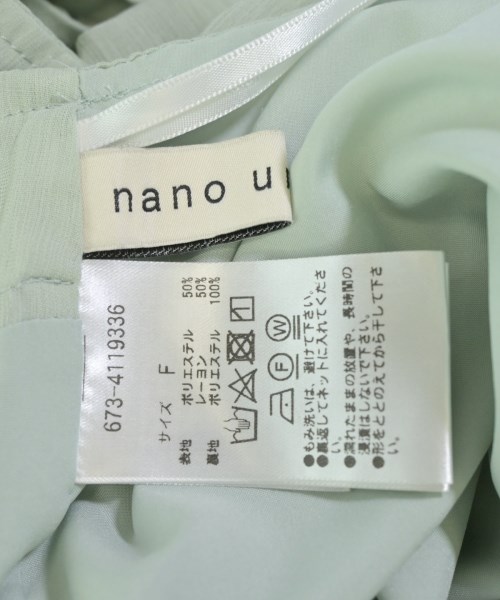 nano u
673-4119336
サイズ F
表地 ポリエステル 50%
レーヨン 50%
裏地 ポリエステル 100%
F
W
●もみ洗いは、避けて下さい。
●裏返してネットに入れてくださ
い。
●濡れたままの放置や、長時間の
浸漬はしないで下さい。
●形をととのえてから干して下さ
い。